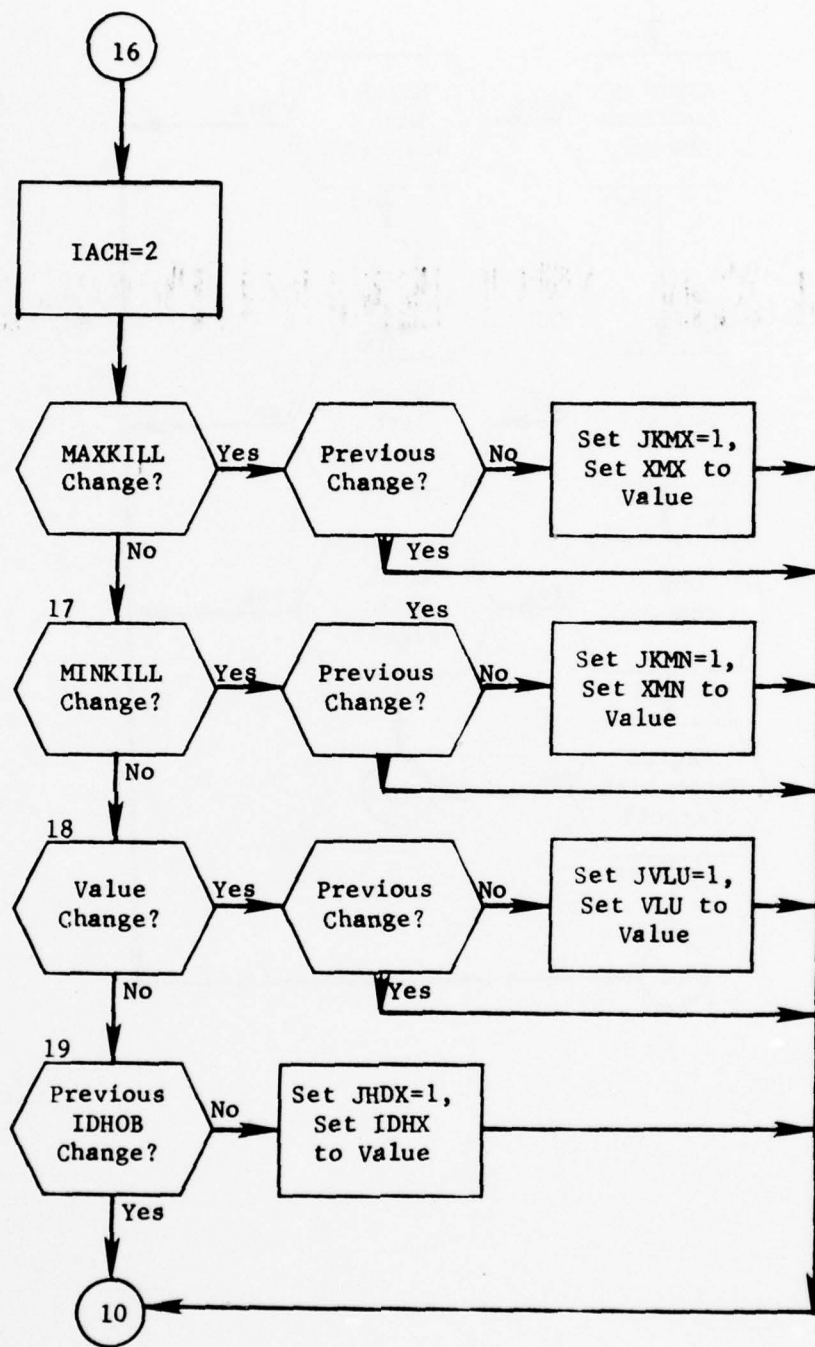 16
IACH=2
MAXKILL
Change?
Yes
Previous
Change?
No
Set JKMX=1,
Set XMX to
Value
No
Yes
17
MINKILL
Change?
Yes
Previous
Change?
Yes
No
Set JKMN=1,
Set XMN to
Value
No
18
Value
Change?
Yes
Previous
Change?
No
Set JVLU=1,
Set VLU to
Value
No
Yes
19
Previous
IDHOB
Change?
No
Set JHDX=1,
Set IDHX
to Value
Yes
10